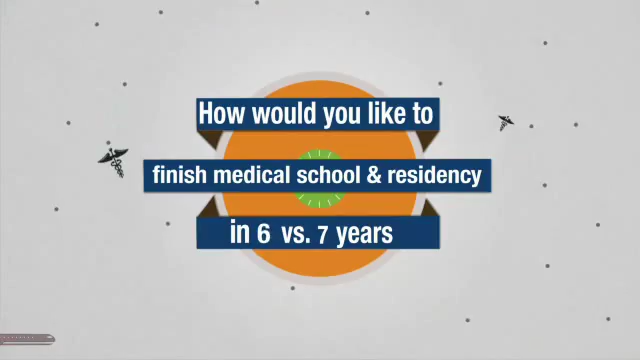 How would you like to
finish medical school & residency
in 6 vs. 7 years